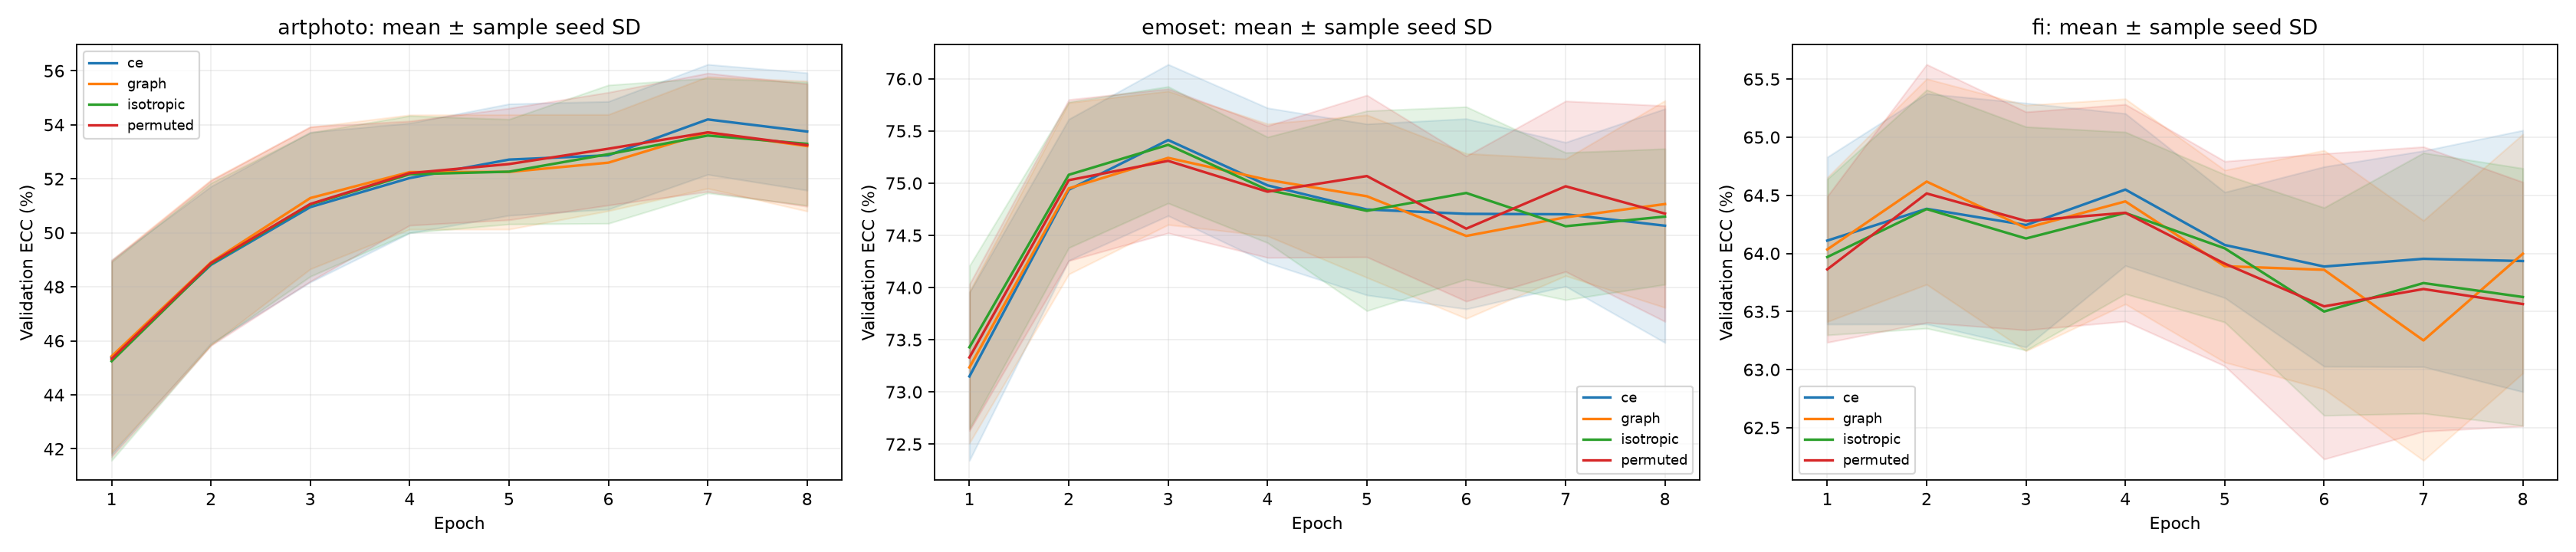 artphoto: mean ± sample seed SD
Validation ECC (%)
56
54
52
50
48
46
44
42
ce
graph
isotropic
permuted
1 2 3 4 5 6 7 8
Epoch
emoset: mean ± sample seed SD
Validation ECC (%)
76.0
75.5
75.0
74.5
74.0
73.5
73.0
72.5
ce
graph
isotropic
permuted
1 2 3 4 5 6 7 8
Epoch
fi: mean ± sample seed SD
Validation ECC (%)
65.5
65.0
64.5
64.0
63.5
63.0
62.5
ce
graph
isotropic
permuted
1 2 3 4 5 6 7 8
Epoch